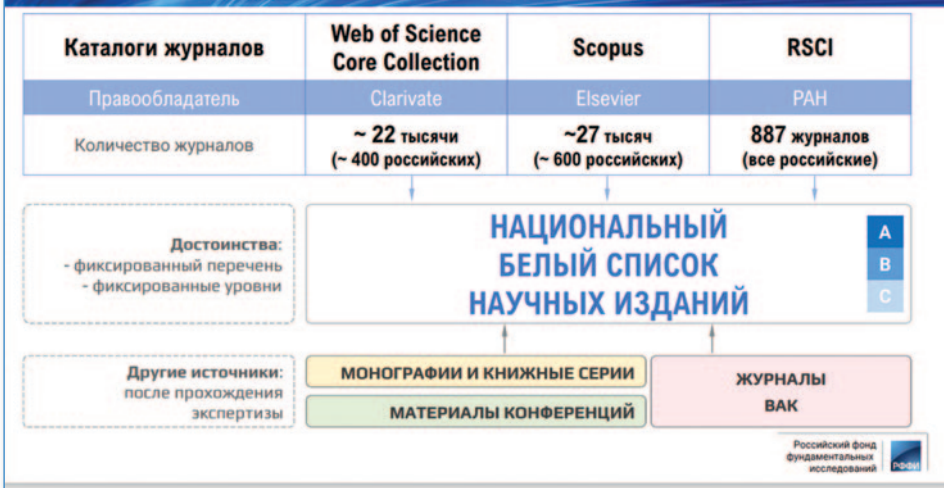 Каталоги журналов
Web of Science
Core Collection
Scopus
RSCI
Правообладатель
Clarivate
Elsevier
РАН
Количество журналов
~ 22 тысячи
(~ 400 российских)
~27 тысяч
(~ 600 российских)
887 журналов
(все российские)
Достоинства:
- фиксированный перечень
- фиксированные уровни
НАЦИОНАЛЬНЫЙ
БЕЛЫЙ СПИСОК
НАУЧНЫХ ИЗДАНИЙ
A
B
C
Другие источники:
после прохождения
экспертизы
МОНОГРАФИИ И КНИЖНЫЕ СЕРИИ
МАТЕРИАЛЫ КОНФЕРЕНЦИЙ
ЖУРНАЛЫ
ВАК
Российский фонд
фундаментальных
исследований
РФФИ